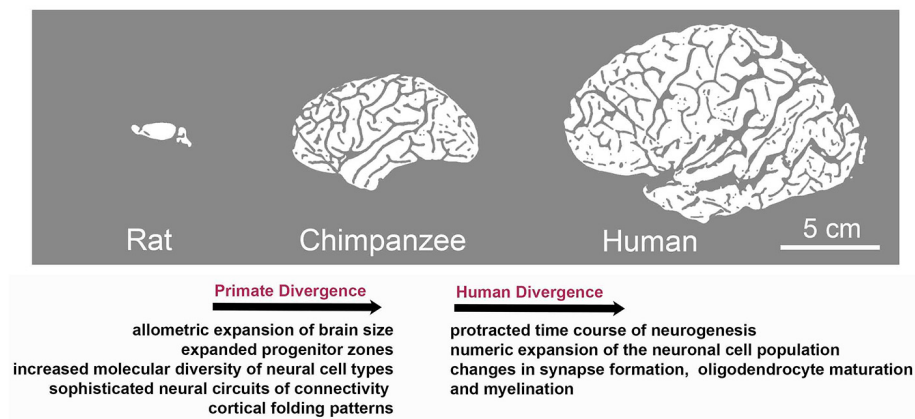 Rat
Chimpanzee
Human
5 cm
Primate Divergence
allometric expansion of brain size
expanded progenitor zones
increased molecular diversity of neural cell types
sophisticated neural circuits of connectivity
cortical folding patterns
Human Divergence
protracted time course of neurogenesis
numeric expansion of the neuronal cell population
changes in synapse formation, oligodendrocyte maturation
and myelination